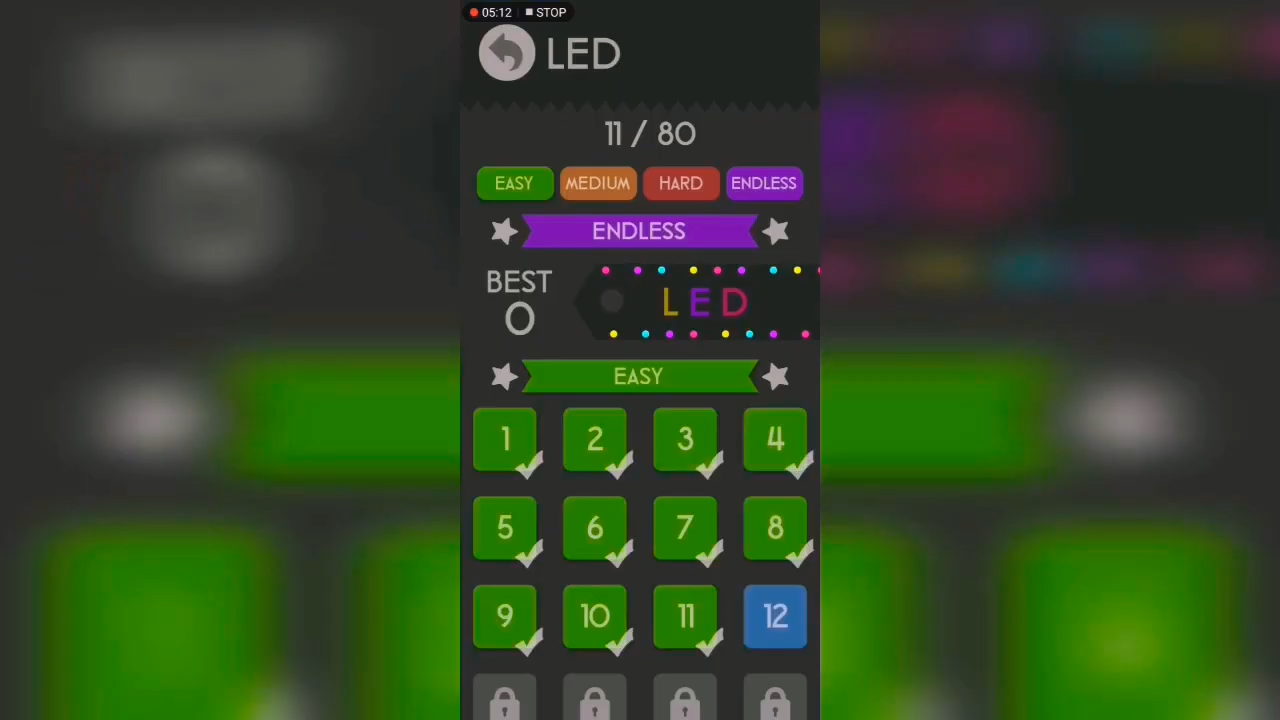 05:12 STOP
LED
11 / 80
EASY MEDIUM HARD ENDLESS
ENDLESS
BEST
0
LED
EASY
1 2 3 4
5 6 7 8
9 10 11 12